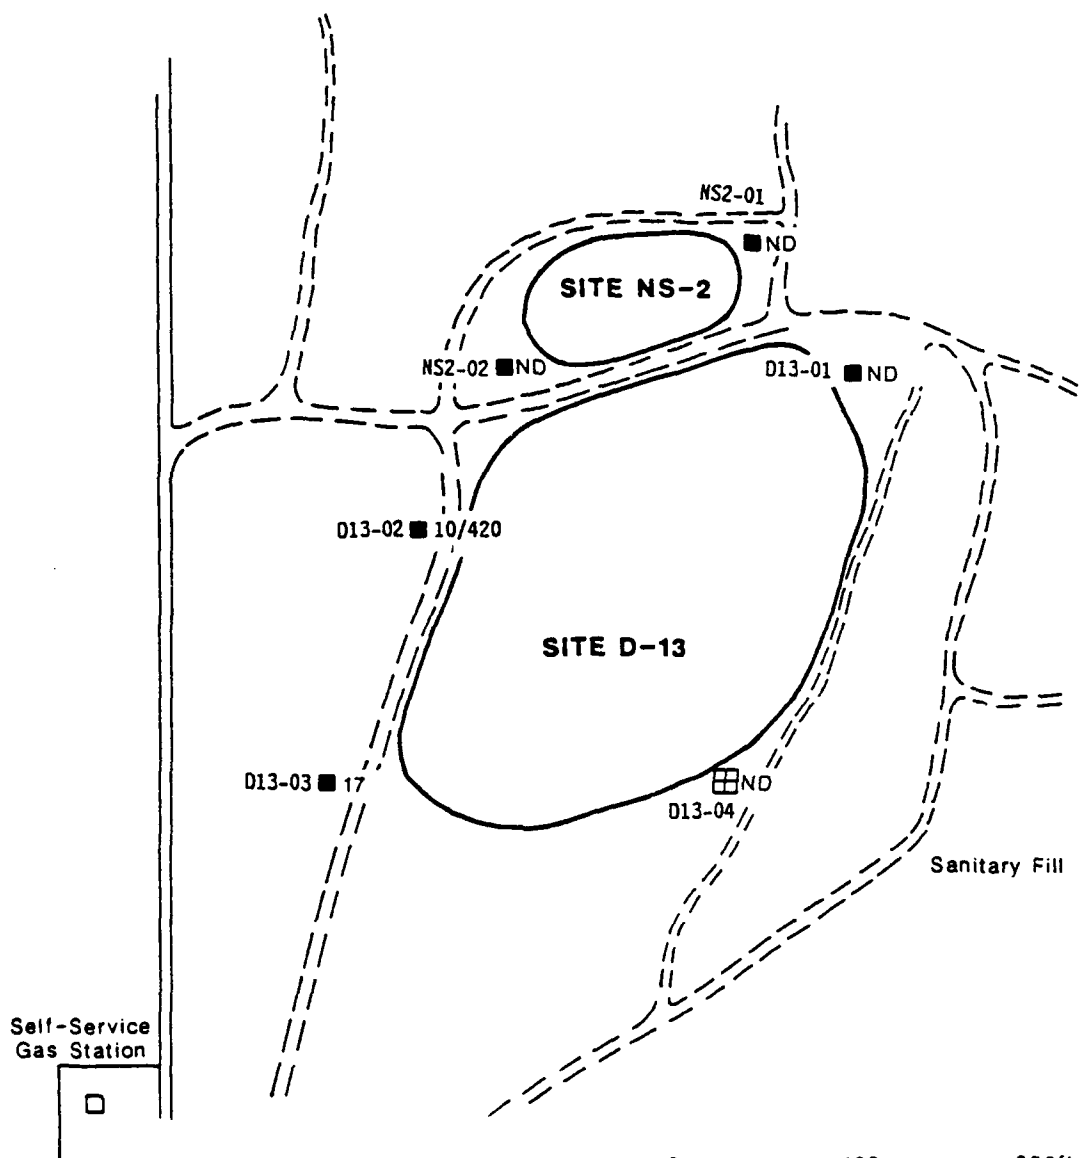 NS2-01
ND
SITE NS-2
NS2-02 ND
D13-01 ND
D13-02 10/420
SITE D-13
D13-03 17
ND
D13-04
Sanitary Fill
Self-Service
Gas Station